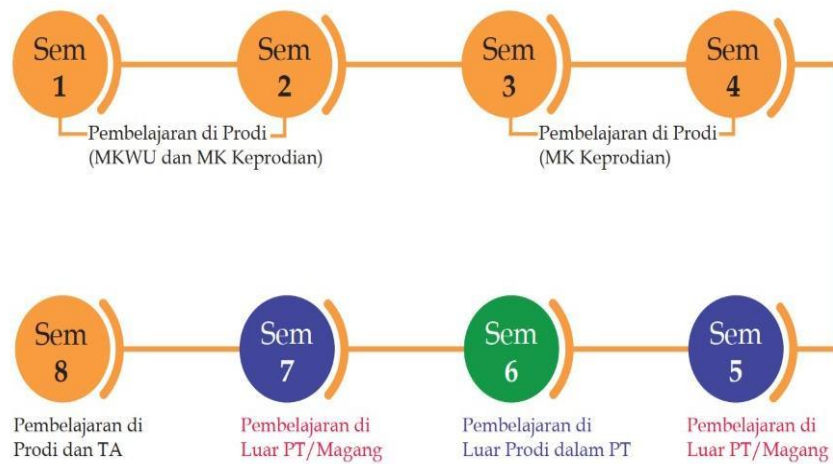 Sem
1
Sem
2
Sem
3
Sem
4
Pembelajaran di Prodi
(MKWU dan MK Keprodian)
Pembelajaran di Prodi
(MK Keprodian)
Sem
8
Sem
7
Sem
6
Sem
5
Pembelajaran di
Prodi dan TA
Pembelajaran di
Luar PT/Magang
Pembelajaran di
Luar Prodi dalam PT
Pembelajaran di
Luar PT/Magang